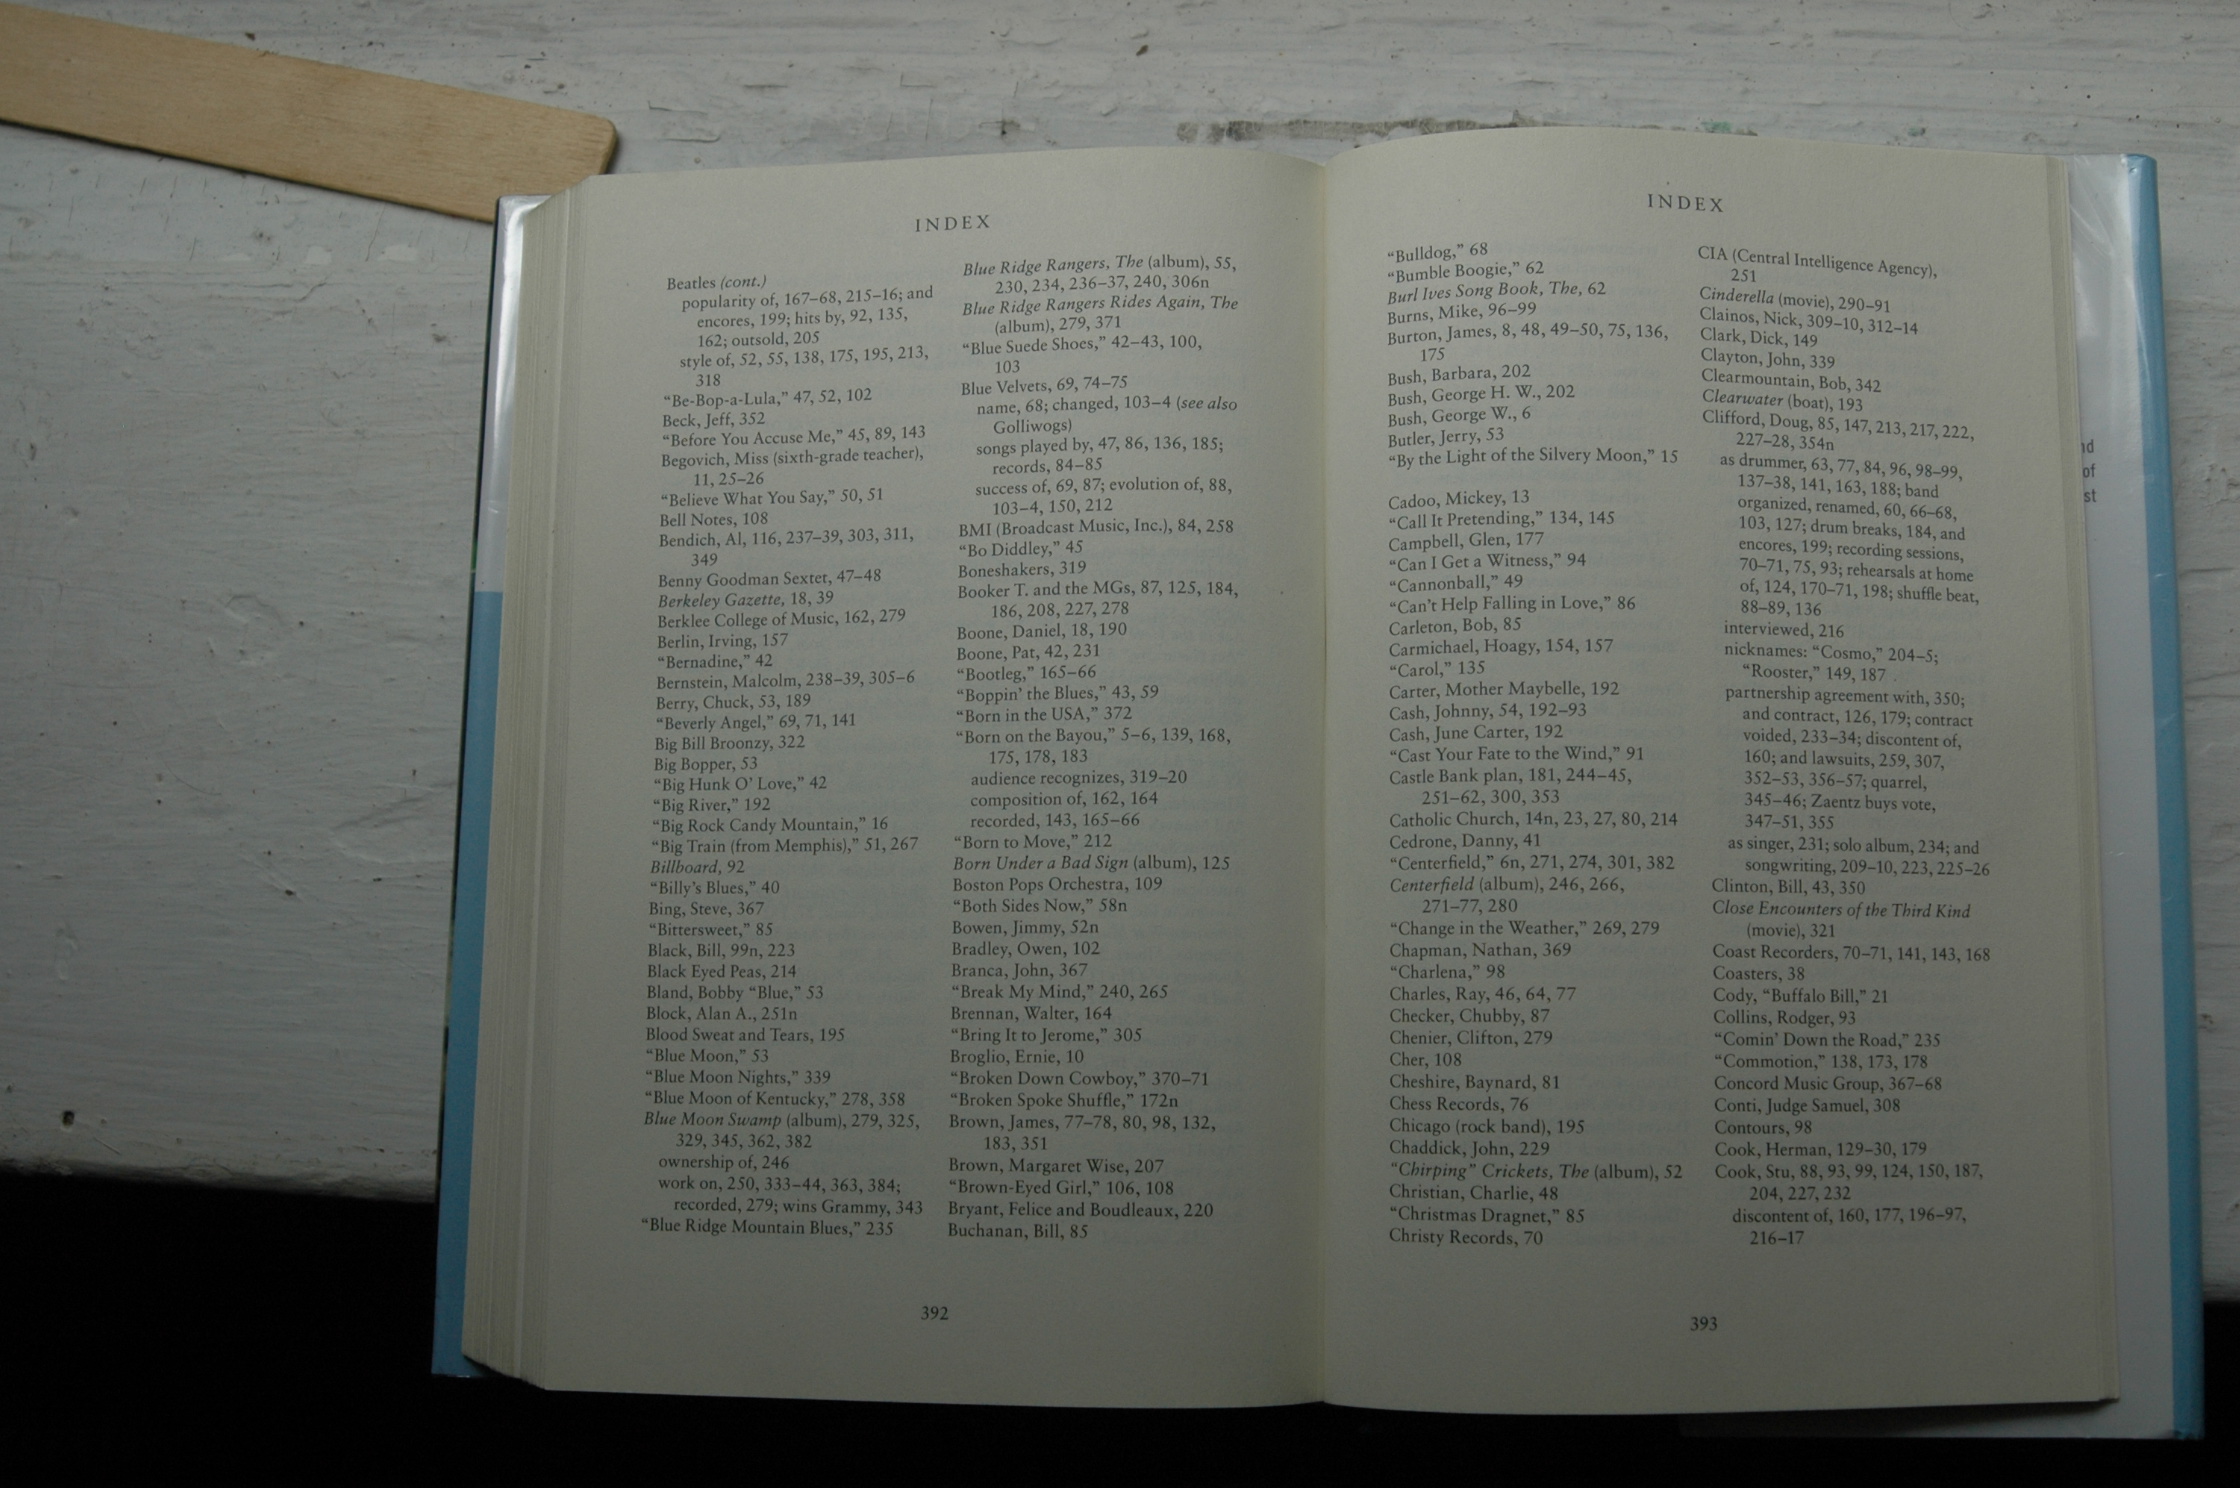 INDEX
Beatles (cont.)
popularity of, 167–68, 215–16; and
encores, 199; hits by, 92, 135,
162; outsold, 205
style of, 52, 55, 138, 175, 195, 213,
318
“Be-Bop-a-Lula,” 47, 52, 102
Beck, Jeff, 352
“Before You Accuse Me,” 45, 89, 143
Begovich, Miss (sixth-grade teacher),
11, 25–26
“Believe What You Say,” 50, 51
Bell Notes, 108
Bendich, Al, 116, 237–39, 303, 311,
349
Benny Goodman Sextet, 47–48
Berkeley Gazette, 18, 39
Berklee College of Music, 162, 279
Berlin, Irving, 157
“Bernadine,” 42
Bernstein, Malcolm, 238–39, 305–6
Berry, Chuck, 53, 189
“Beverly Angel,” 69, 71, 141
Big Bill Broonzy, 322
Big Bopper, 53
“Big Hunk O’ Love,” 42
“Big River,” 192
“Big Rock Candy Mountain,” 16
“Big Train (from Memphis),” 51, 267
Billboard, 92
“Billy’s Blues,” 40
Bing, Steve, 367
“Bittersweet,” 85
Black, Bill, 99n, 223
Black Eyed Peas, 214
Bland, Bobby “Blue,” 53
Block, Alan A., 251n
Blood Sweat and Tears, 195
“Blue Moon,” 53
“Blue Moon Nights,” 339
“Blue Moon of Kentucky,” 278, 358
Blue Moon Swamp (album), 279, 325,
329, 345, 362, 382
ownership of, 246
work on, 250, 333–44, 363, 384;
recorded, 279; wins Grammy, 343
“Blue Ridge Mountain Blues,” 235
Blue Ridge Rangers, The (album), 55,
230, 234, 236–37, 240, 306n
Blue Ridge Rangers Rides Again, The
(album), 279, 371
“Blue Suede Shoes,” 42–43, 100,
103
Blue Velvets, 69, 74–75
name, 68; changed, 103–4 (see also
Golliwogs)
songs played by, 47, 86, 136, 185;
records, 84–85
success of, 69, 87; evolution of, 88,
103–4, 150, 212
BMI (Broadcast Music, Inc.), 84, 258
“Bo Diddley,” 45
Boneshakers, 319
Booker T. and the MGs, 87, 125, 184,
186, 208, 227, 278
Boone, Daniel, 18, 190
Boone, Pat, 42, 231
“Bootleg,” 165–66
“Boppin’ the Blues,” 43, 59
“Born in the USA,” 372
“Born on the Bayou,” 5–6, 139, 168,
175, 178, 183
audience recognizes, 319–20
composition of, 162, 164
recorded, 143, 165–66
“Born to Move,” 212
Born Under a Bad Sign (album), 125
Boston Pops Orchestra, 109
“Both Sides Now,” 58n
Bowen, Jimmy, 52n
Bradley, Owen, 102
Branca, John, 367
“Break My Mind,” 240, 265
Brennan, Walter, 164
“Bring It to Jerome,” 305
Broglio, Ernie, 10
“Broken Down Cowboy,” 370–71
“Broken Spoke Shuffle,” 172n
Brown, James, 77–78, 80, 98, 132,
183, 351
Brown, Margaret Wise, 207
“Brown-Eyed Girl,” 106, 108
Bryant, Felice and Boudleaux, 220
Buchanan, Bill, 85
392
INDEX
“Bulldog,” 68
“Bumble Boogie,” 62
Burl Ives Song Book, The, 62
Burns, Mike, 96–99
Burton, James, 8, 48, 49–50, 75, 136,
175
Bush, Barbara, 202
Bush, George H. W., 202
Bush, George W., 6
Butler, Jerry, 53
“By the Light of the Silvery Moon,” 15
Cadoo, Mickey, 13
“Call It Pretending,” 134, 145
Campbell, Glen, 177
“Can I Get a Witness,” 94
“Cannonball,” 49
“Can’t Help Falling in Love,” 86
Carleton, Bob, 85
Carmichael, Hoagy, 154, 157
“Carol,” 135
Carter, Mother Maybelle, 192
Cash, Johnny, 54, 192–93
Cash, June Carter, 192
“Cast Your Fate to the Wind,” 91
Castle Bank plan, 181, 244–45,
251–62, 300, 353
Catholic Church, 14n, 23, 27, 80, 214
Cedrone, Danny, 41
“Centerfield,” 6n, 271, 274, 301, 382
Centerfield (album), 246, 266,
271–77, 280
“Change in the Weather,” 269, 279
Chapman, Nathan, 369
“Charlena,” 98
Charles, Ray, 46, 64, 77
Checker, Chubby, 87
Chenier, Clifton, 279
Cher, 108
Cheshire, Baynard, 81
Chess Records, 76
Chicago (rock band), 195
Chaddick, John, 229
“Chirping” Crickets, The (album), 52
Christian, Charlie, 48
“Christmas Dragnet,” 85
Christy Records, 70
CIA (Central Intelligence Agency),
251
Cinderella (movie), 290–91
Clainos, Nick, 309–10, 312–14
Clark, Dick, 149
Clayton, John, 339
Clearmountain, Bob, 342
Clearwater (boat), 193
Clifford, Doug, 85, 147, 213, 217, 222,
227–28, 354n
as drummer, 63, 77, 84, 96, 98–99,
137–38, 141, 163, 188; band
organized, renamed, 60, 66–68,
103, 127; drum breaks, 184, and
encores, 199; recording sessions,
70–71, 75, 93; rehearsals at home
of, 124, 170–71, 198; shuffle beat,
88–89, 136
interviewed, 216
nicknames: “Cosmo,” 204–5;
“Rooster,” 149, 187
partnership agreement with, 350;
and contract, 126, 179; contract
voided, 233–34; discontent of,
160; and lawsuits, 259, 307,
352–53, 356–57; quarrel,
345–46; Zaentz buys vote,
347–51, 355
as singer, 231; solo album, 234; and
songwriting, 209–10, 223, 225–26
Clinton, Bill, 43, 350
Close Encounters of the Third Kind
(movie), 321
Coast Recorders, 70–71, 141, 143, 168
Coasters, 38
Cody, “Buffalo Bill,” 21
Collins, Rodger, 93
“Comin’ Down the Road,” 235
“Commotion,” 138, 173, 178
Concord Music Group, 367–68
Conti, Judge Samuel, 308
Contours, 98
Cook, Herman, 129–30, 179
Cook, Stu, 88, 93, 99, 124, 150, 187,
204, 227, 232
discontent of, 160, 177, 196–97,
216–17
393
of
st